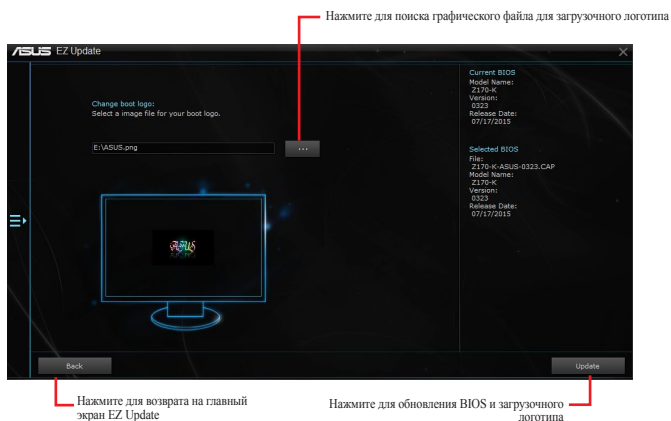 Нажмите для поиска графического файла для загрузочного логотипа
ASUS EZ Update
Change boot logo:
Select a image file for your boot logo.
E:\ASUS.png
...
ASUS
Current BIOS
Model Name:
Z170-K
Version:
0323
Release Date:
07/17/2015
Selected BIOS
File:
Z170-K-ASUS-0323.CAP
Model Name:
Z170-K
Version:
0323
Release Date:
07/17/2015
Back
Update
Нажмите для возврата на главный
экран EZ Update
Нажмите для обновления BIOS и загрузочного
логотипа